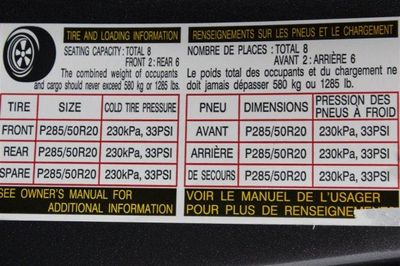 TIRE AND LOADING INFORMATION
SEATING CAPACITY: TOTAL 8
FRONT 2 : REAR 6
The combined weight of occupants
and cargo should never exceed 580 kg or 1285 lbs.
TIRE SIZE COLD TIRE PRESSURE
FRONT P285/50R20 230kPa, 33PSI
REAR P285/50R20 230kPa, 33PSI
SPARE P285/50R20 230kPa, 33PSI
SEE OWNER'S MANUAL FOR
ADDITIONAL INFORMATION
RENSEIGNEMENTS SUR LES PNEUS ET LE CHARGEMENT
NOMBRE DE PLACES : TOTAL 8
AVANT 2 : ARRIÈRE 6
Le poids total des occupants et du chargement ne
doit jamais dépasser 580 kg ou 1285 lb.
PNEU DIMENSIONS PRESSION DES
PNEUS À FROID
AVANT P285/50R20 230kPa, 33PSI
ARRIÈRE P285/50R20 230kPa, 33PSI
DE SECOURS P285/50R20 230kPa, 33PSI
VOIR LE MANUEL DE L'USAGER
POUR PLUS DE RENSEIGNEMENT